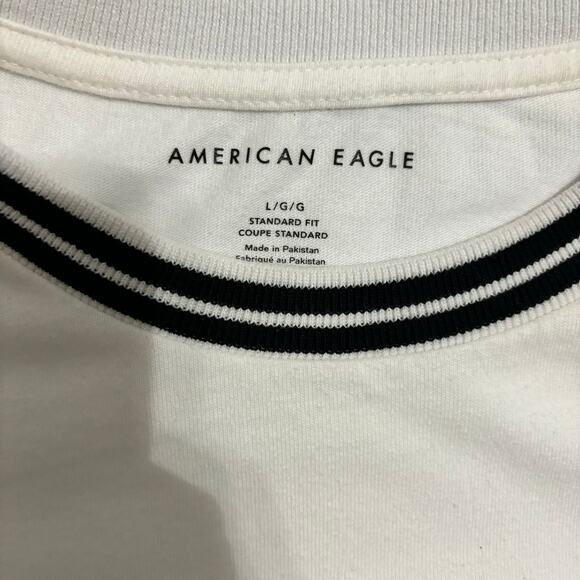 AMERICAN EAGLE
L/G/G
STANDARD FIT
COUPE STANDARD
Made in Pakistan
Fabriqué au Pakistan